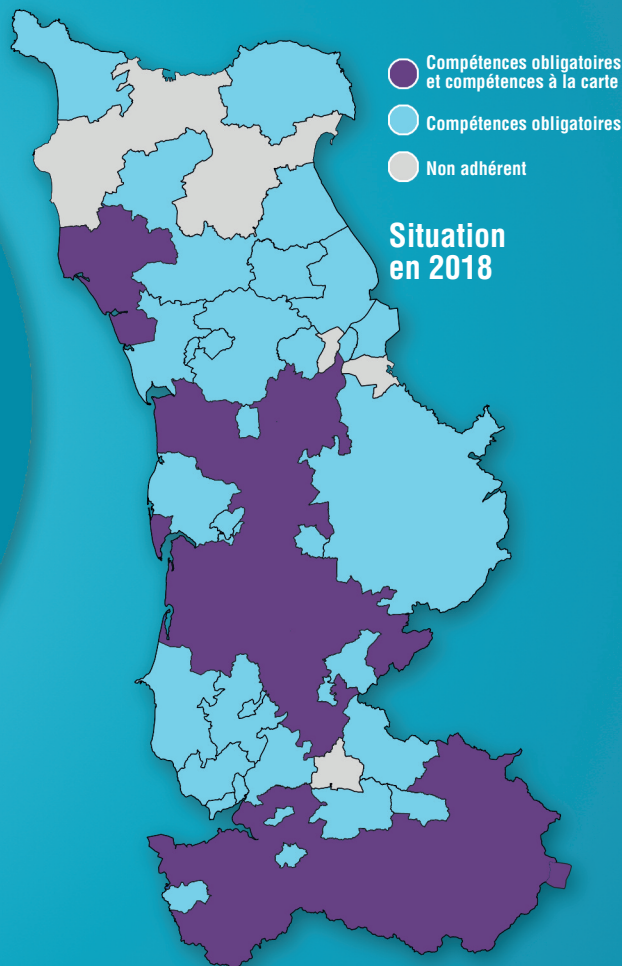 Compétences obligatoires
et compétences à la carte
Compétences obligatoires
Non adhérent
Situation
en 2018